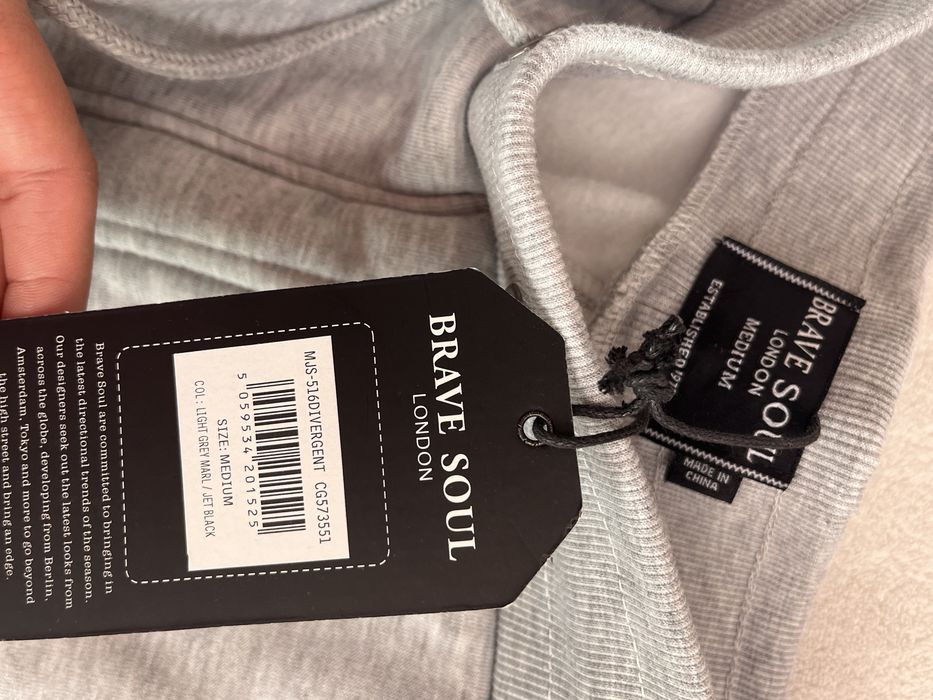 BRAVE SOUL
LONDON
MJS-516DIVERGENT CG573551
5 059534 201525
SIZE: MEDIUM
COL: LIGHT GREY MARL / JET BLACK
Brave Soul are committed to bringing in
the latest directional trends of the season.
Our designers seek out the latest looks from
across the globe, developing from Berlin,
Amsterdam, Tokyo and more to go beyond
the high street and bring an edge.
BRAVE SOUL
LONDON
MEDIUM
ESTABLISHED 97
MADE IN
CHINA